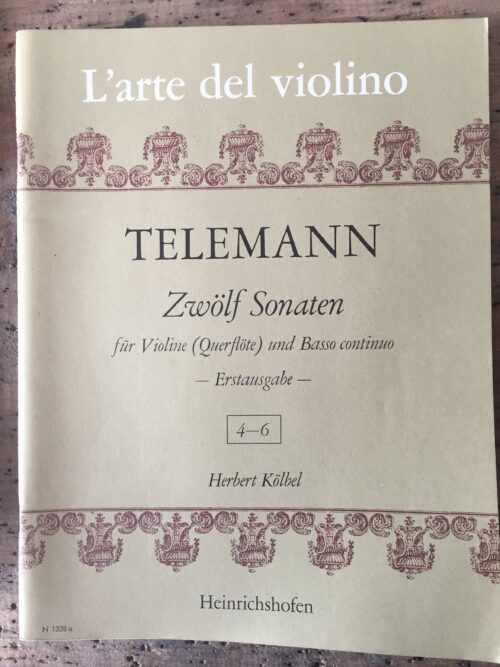 L'arte del violino
TELEMANN
Zwölf Sonaten
für Violine (Querflöte) und Basso continuo
— Erstausgabe —
4—6
Herbert Kölbel
Heinrichshofen
N 1328 a